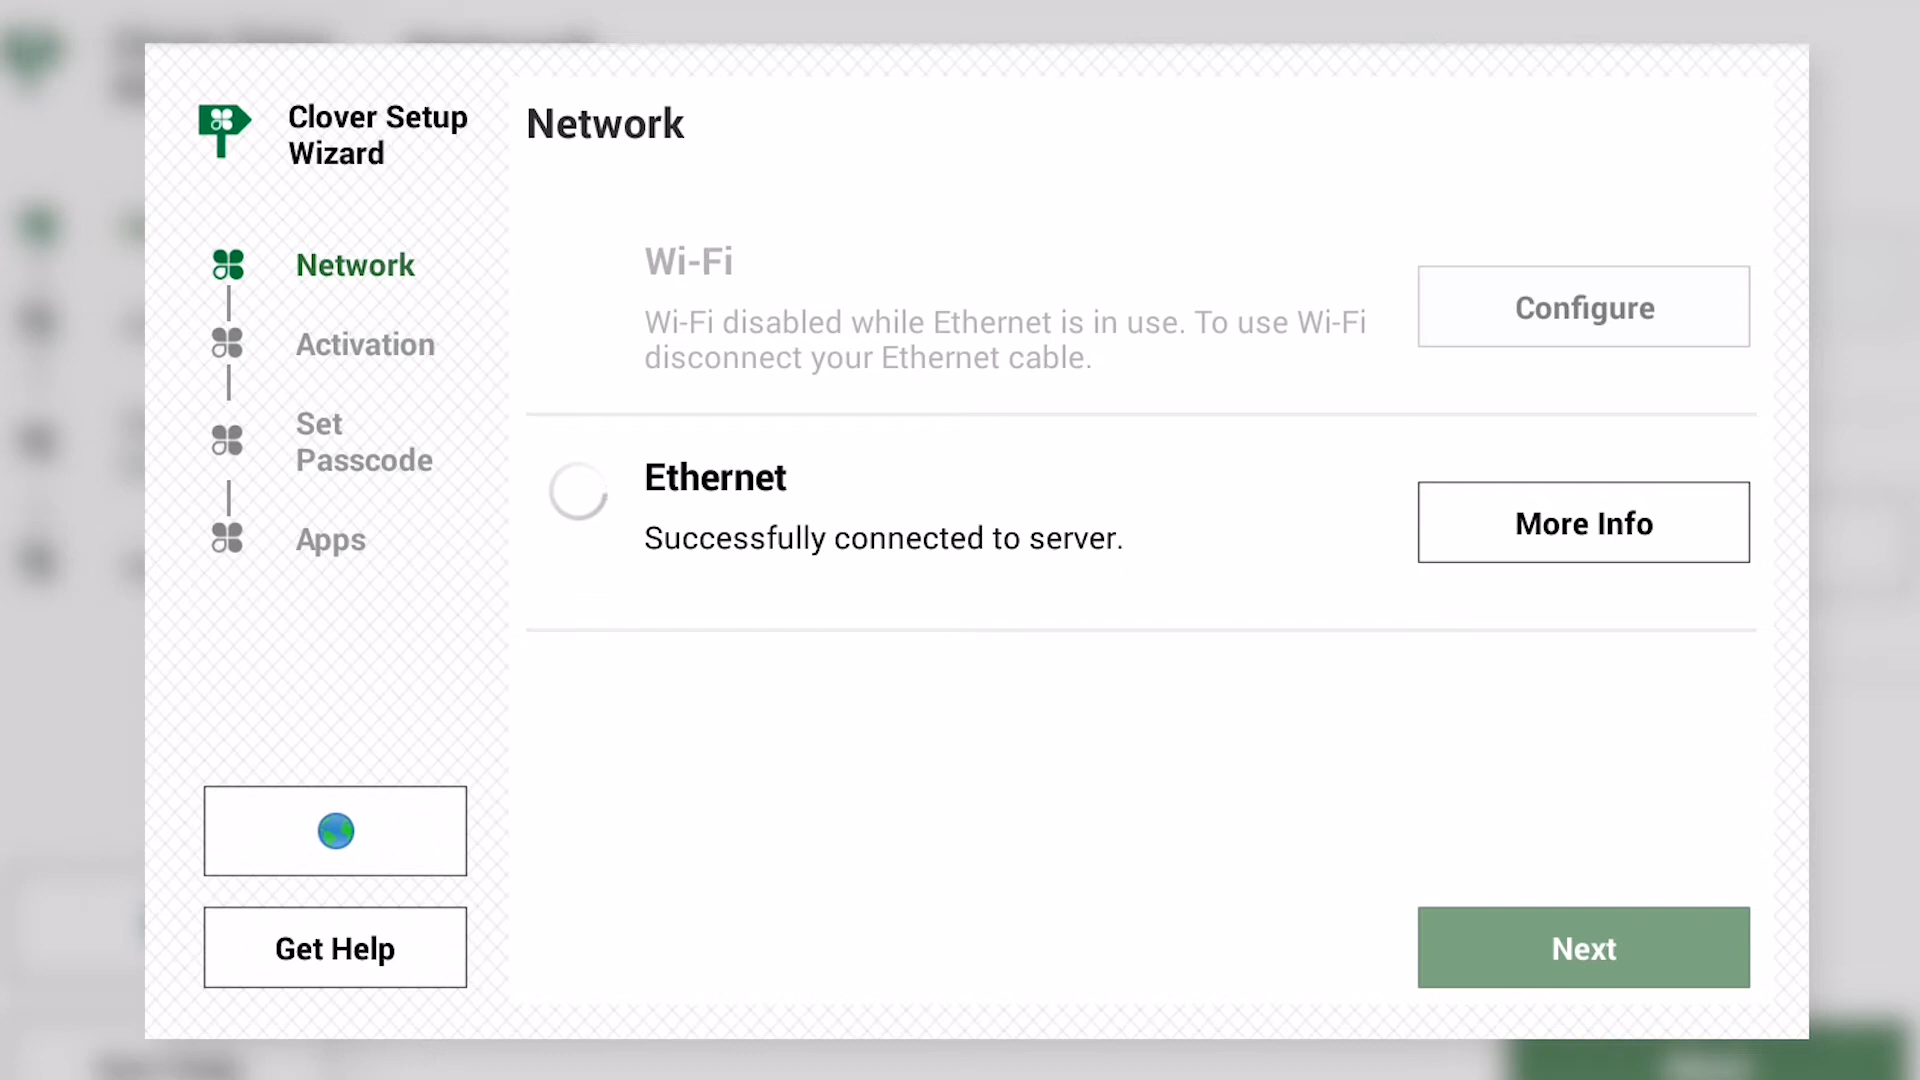 Clover Setup
Wizard
Network
Activation
Set
Passcode
Apps
Get Help
Network
Wi-Fi
Wi-Fi disabled while Ethernet is in use. To use Wi-Fi
disconnect your Ethernet cable.
Configure
Ethernet
Successfully connected to server.
More Info
Next